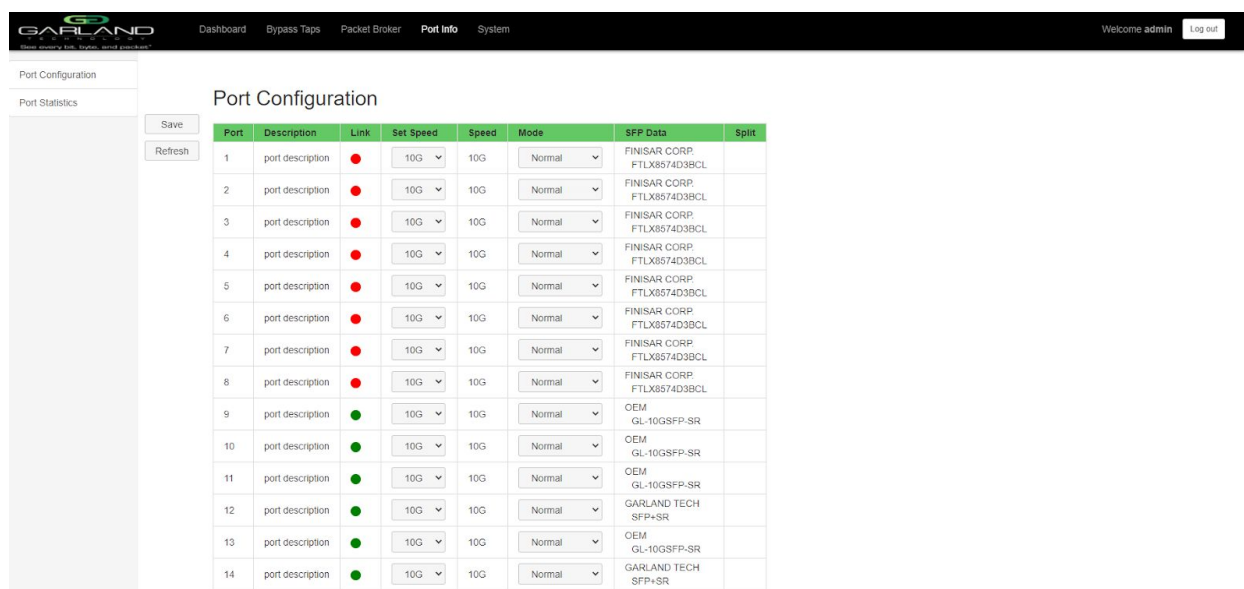 GARLAND
TECHNOLOGY
See every bit, byte, and packet®
Dashboard Bypass Taps Packet Broker Port Info System
Welcome admin Log out
Port Configuration
Port Statistics
Save
Refresh
Port Configuration
Port Description Link Set Speed Speed Mode SFP Data Split
1 port description 10G 10G Normal FINISAR CORP.
FTLX8574D3BCL
2 port description 10G 10G Normal FINISAR CORP.
FTLX8574D3BCL
3 port description 10G 10G Normal FINISAR CORP.
FTLX8574D3BCL
4 port description 10G 10G Normal FINISAR CORP.
FTLX8574D3BCL
5 port description 10G 10G Normal FINISAR CORP.
FTLX8574D3BCL
6 port description 10G 10G Normal FINISAR CORP.
FTLX8574D3BCL
7 port description 10G 10G Normal FINISAR CORP.
FTLX8574D3BCL
8 port description 10G 10G Normal FINISAR CORP.
FTLX8574D3BCL
9 port description 10G 10G Normal OEM
GL-10GSFP-SR
10 port description 10G 10G Normal OEM
GL-10GSFP-SR
11 port description 10G 10G Normal OEM
GL-10GSFP-SR
12 port description 10G 10G Normal GARLAND TECH
SFP+SR
13 port description 10G 10G Normal OEM
GL-10GSFP-SR
14 port description 10G 10G Normal GARLAND TECH
SFP+SR